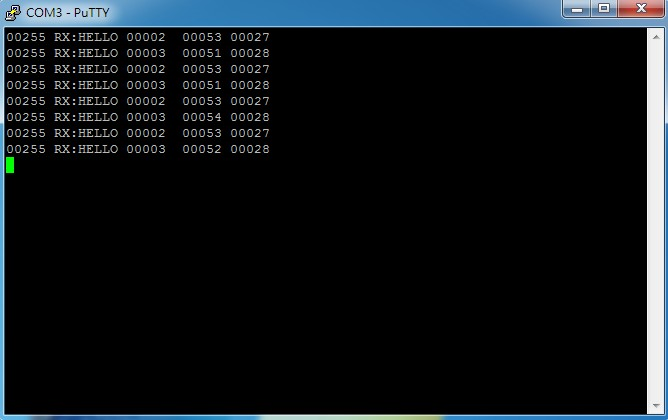 COM3 - PuTTY
00255 RX:HELLO 00002  00053 00027
00255 RX:HELLO 00003  00051 00028
00255 RX:HELLO 00002  00053 00027
00255 RX:HELLO 00003  00051 00028
00255 RX:HELLO 00002  00053 00027
00255 RX:HELLO 00003  00054 00028
00255 RX:HELLO 00002  00053 00027
00255 RX:HELLO 00003  00052 00028